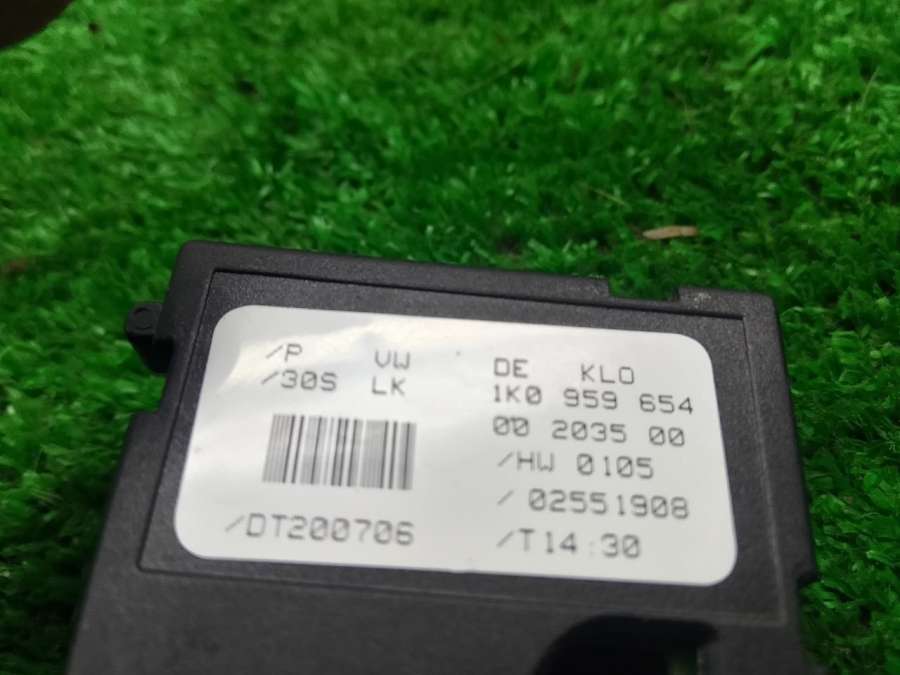 /P VW DE KLO
/30S LK 1K0 959 654
00 2035 00
/HW 0105
/ 02551908
/DT200706 /T14:30